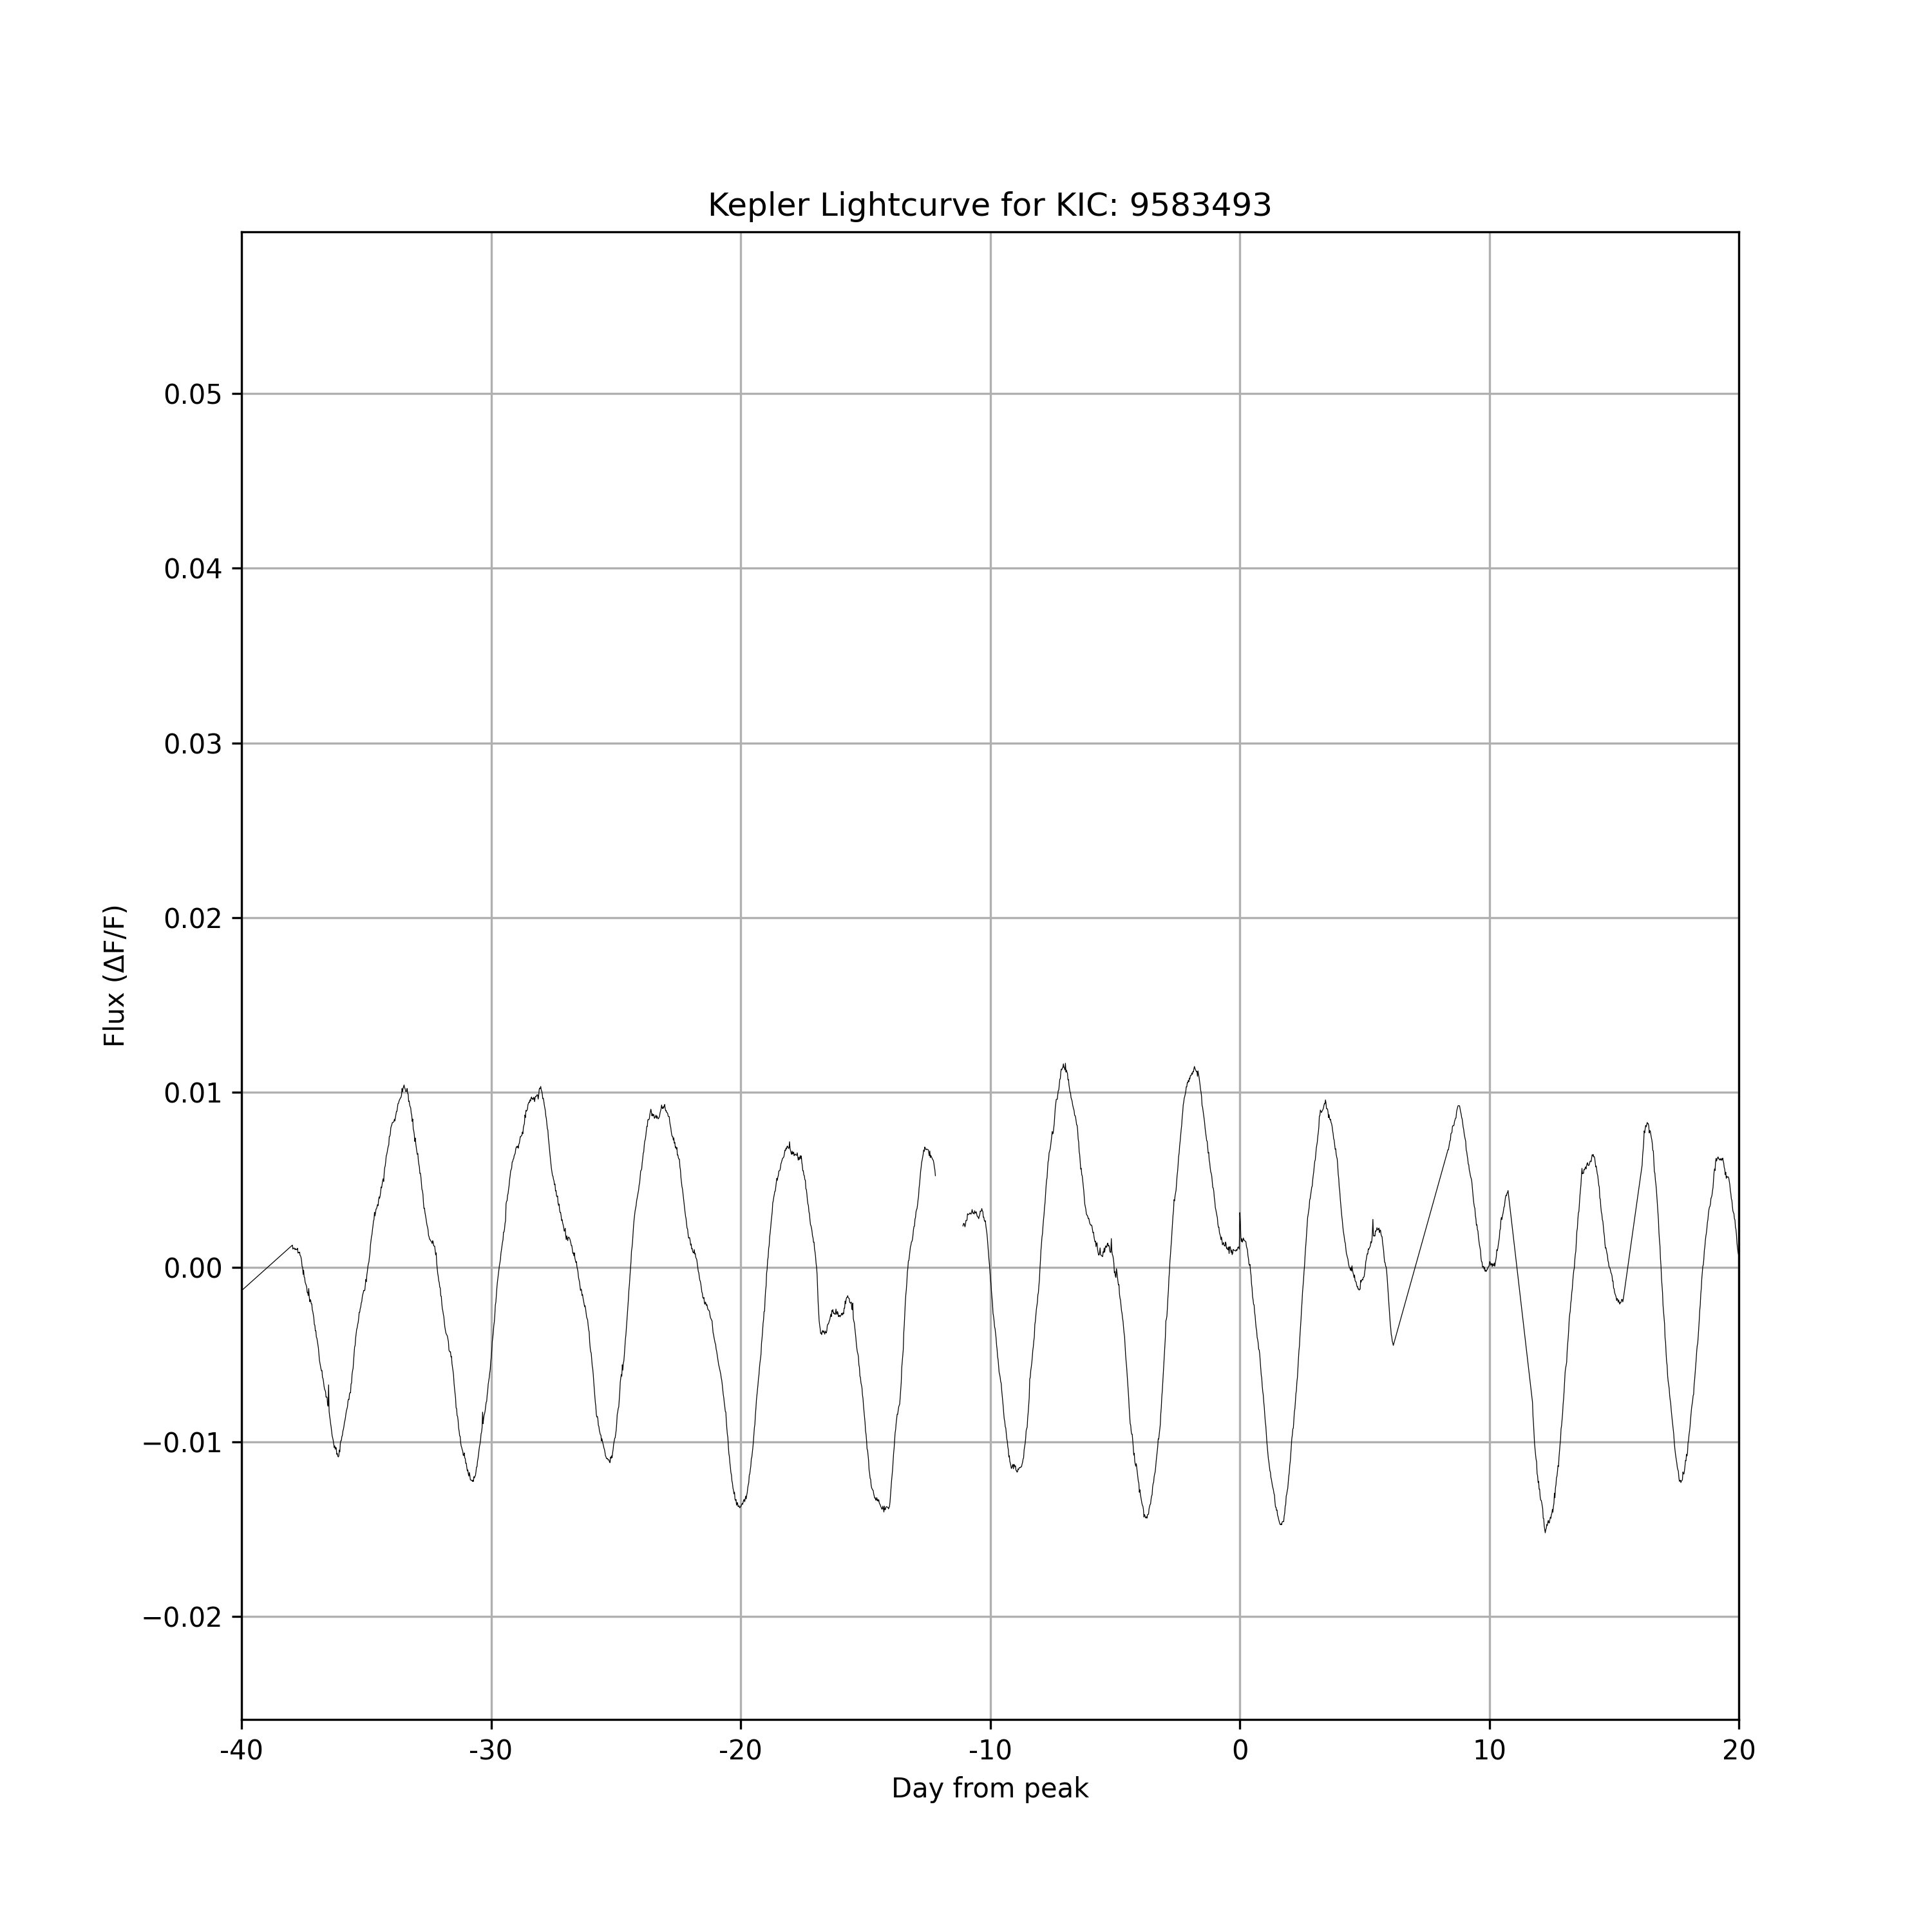 Kepler Lightcurve for KIC: 9583493
0.05
0.04
0.03
0.02
0.01
0.00
−0.01
−0.02
Flux (ΔF/F)
-40 -30 -20 -10 0 10 20
Day from peak